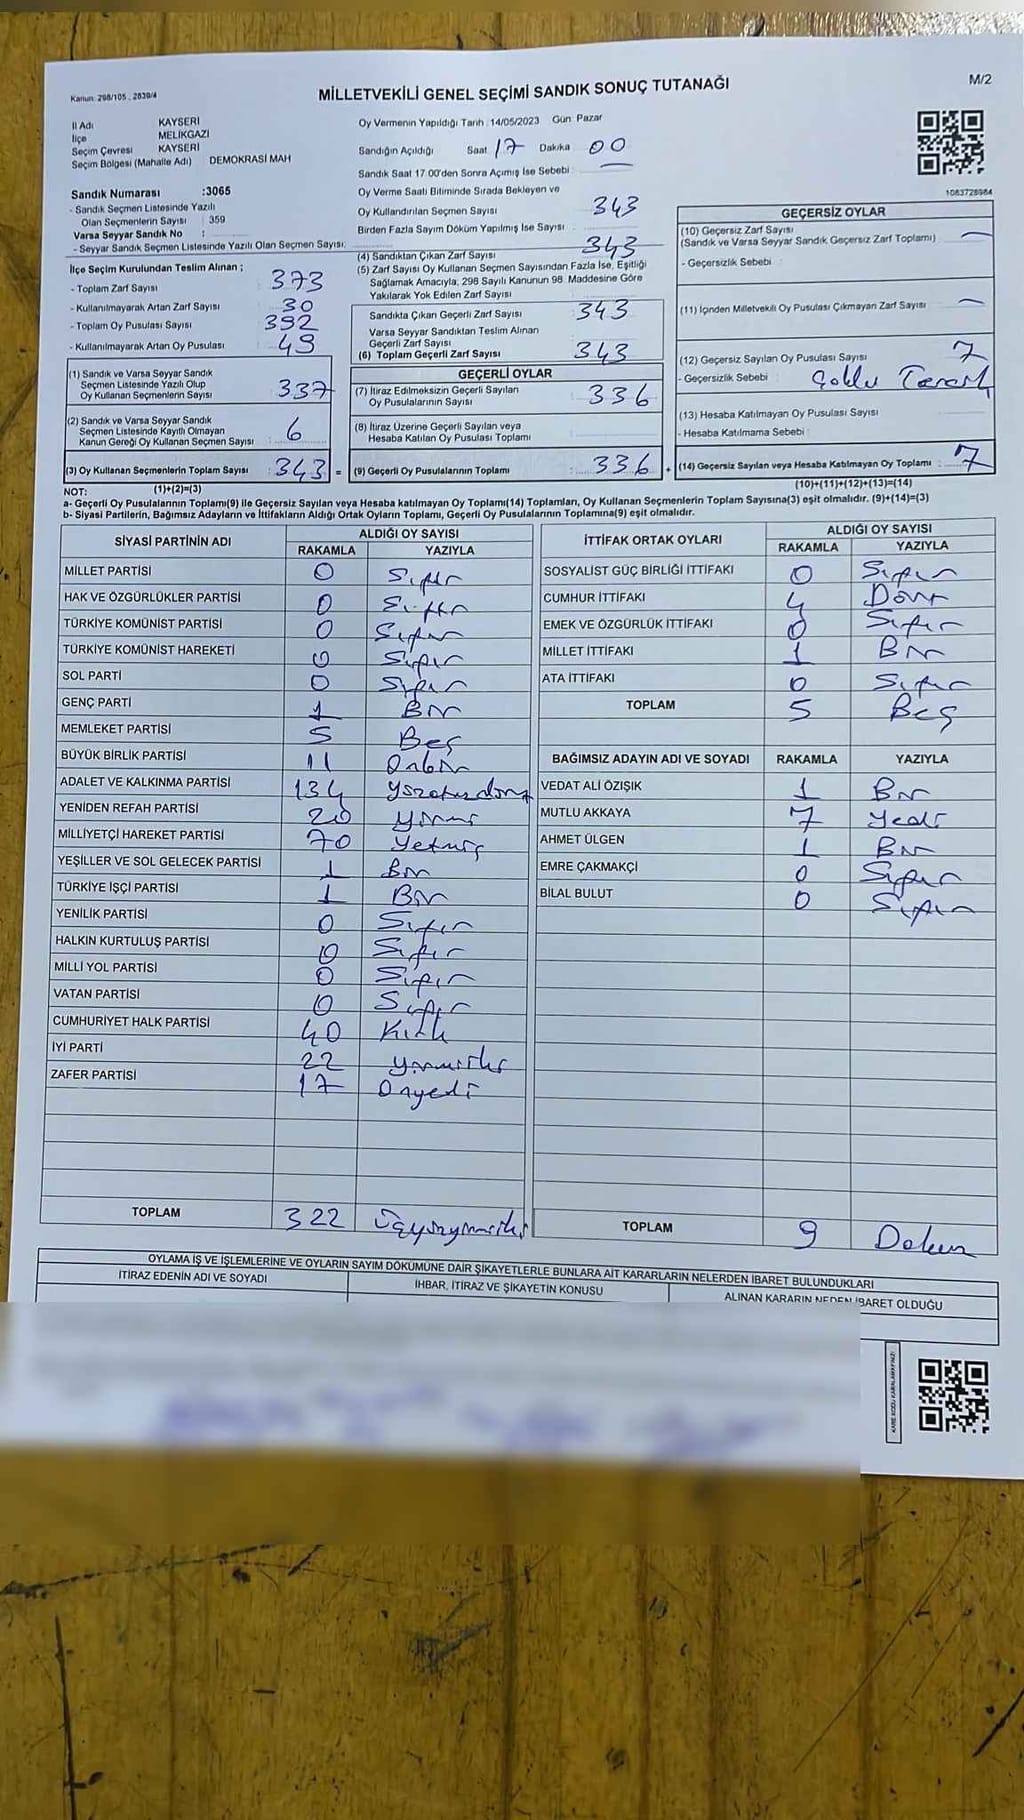 Kanun: 298/105 , 2839/4
MİLLETVEKİLİ GENEL SEÇİMİ SANDIK SONUÇ TUTANAĞI
M/2
İl Adı KAYSERİ
İlçe MELİKGAZİ
Seçim Çevresi KAYSERİ
Seçim Bölgesi (Mahalle Adı) DEMOKRASİ MAH
Sandık Numarası :3065
- Sandık Seçmen Listesinde Yazılı
Olan Seçmenlerin Sayısı : 359
Varsa Seyyar Sandık No :
- Seyyar Sandık Seçmen Listesinde Yazılı Olan Seçmen Sayısı:
İlçe Seçim Kurulundan Teslim Alınan ;
- Toplam Zarf Sayısı 373
- Kullanılmayarak Artan Zarf Sayısı 30
- Toplam Oy Pusulası Sayısı 392
- Kullanılmayarak Artan Oy Pusulası 49
(1) Sandık ve Varsa Seyyar Sandık
Seçmen Listesinde Yazılı Olup
Oy Kullanan Seçmenlerin Sayısı 337
(2) Sandık ve Varsa Seyyar Sandık
Seçmen Listesinde Kayıtlı Olmayan
Kanun Gereği Oy Kullanan Seçmen Sayısı 6
(3) Oy Kullanan Seçmenlerin Toplam Sayısı : 343 =
Oy Vermenin Yapıldığı Tarih :14/05/2023 Gün: Pazar
Sandığın Açıldığı Saat 17 Dakika 00
Sandık Saat 17:00'den Sonra Açımış İse Sebebi :
Oy Verme Saati Bitiminde Sırada Bekleyen ve
Oy Kullandırılan Seçmen Sayısı 343
Birden Fazla Sayım Döküm Yapılmış İse Sayısı :
(4) Sandıktan Çıkan Zarf Sayısı 343
(5) Zarf Sayısı Oy Kullanan Seçmen Sayısından Fazla İse, Eşitliği
Sağlamak Amacıyla; 298 Sayılı Kanunun 98. Maddesine Göre
Yakılarak Yok Edilen Zarf Sayısı
Sandıkta Çıkan Geçerli Zarf Sayısı 343
Varsa Seyyar Sandıktan Teslim Alınan
Geçerli Zarf Sayısı
(6) Toplam Geçerli Zarf Sayısı 343
GEÇERLİ OYLAR
(7) İtiraz Edilmeksizin Geçerli Sayılan
Oy Pusulalarının Sayısı 336
(8) İtiraz Üzerine Geçerli Sayılan veya
Hesaba Katılan Oy Pusulası Toplamı
(9) Geçerli Oy Pusulalarının Toplamı : 336 +
1083728984
GEÇERSİZ OYLAR
(10) Geçersiz Zarf Sayısı
(Sandık ve Varsa Seyyar Sandık Geçersiz Zarf Toplamı) :
- Geçersizlik Sebebi :
(11) İçinden Milletvekili Oy Pusulası Çıkmayan Zarf Sayısı
(12) Geçersiz Sayılan Oy Pusulası Sayısı 7
- Geçersizlik Sebebi :
(13) Hesaba Katılmayan Oy Pusulası Sayısı
- Hesaba Katılmama Sebebi :
(14) Geçersiz Sayılan veya Hesaba Katılmayan Oy Toplamı : 7
NOT: (1)+(2)=(3)
(10)+(11)+(12)+(13)=(14)
a- Geçerli Oy Pusulalarının Toplamı(9) ile Geçersiz Sayılan veya Hesaba katılmayan Oy Toplamı(14) Toplamları, Oy Kullanan Seçmenlerin Toplam Sayısına(3) eşit olmalıdır. (9)+(14)=(3)
b- Siyasi Partilerin, Bağımsız Adayların ve İttifakların Aldığı Ortak Oyların Toplamı, Geçerli Oy Pusulalarının Toplamına(9) eşit olmalıdır.
SİYASİ PARTİNİN ADI ALDIĞI OY SAYISI
RAKAMLA YAZIYLA
MİLLET PARTİSİ 0 Sıfır
HAK VE ÖZGÜRLÜKLER PARTİSİ 0 Sıfır
TÜRKİYE KOMÜNİST PARTİSİ 0 Sıfır
TÜRKİYE KOMÜNİST HAREKETİ 0 Sıfır
SOL PARTİ 0 Sıfır
GENÇ PARTİ 1 Bir
MEMLEKET PARTİSİ 5 Beş
BÜYÜK BİRLİK PARTİSİ 11 Onbir
ADALET VE KALKINMA PARTİSİ 134 Yüzotuzdört
YENİDEN REFAH PARTİSİ 20 Yirmi
MİLLİYETÇİ HAREKET PARTİSİ 70 Yetmiş
YEŞİLLER VE SOL GELECEK PARTİSİ 1 Bir
TÜRKİYE İŞÇİ PARTİSİ 1 Bir
YENİLİK PARTİSİ 0 Sıfır
HALKIN KURTULUŞ PARTİSİ 0 Sıfır
MİLLİ YOL PARTİSİ 0 Sıfır
VATAN PARTİSİ 0 Sıfır
CUMHURİYET HALK PARTİSİ 40 Kırk
İYİ PARTİ 22 Yirmiiki
ZAFER PARTİSİ 17 Onyedi
TOPLAM 322 Üçyüzyirmiiki
İTTİFAK ORTAK OYLARI ALDIĞI OY SAYISI
RAKAMLA YAZIYLA
SOSYALİST GÜÇ BİRLİĞİ İTTİFAKI 0 Sıfır
CUMHUR İTTİFAKI 4 Dört
EMEK VE ÖZGÜRLÜK İTTİFAKI 0 Sıfır
MİLLET İTTİFAKI 1 Bir
ATA İTTİFAKI 0 Sıfır
TOPLAM 5 Beş
BAĞIMSIZ ADAYIN ADI VE SOYADI RAKAMLA YAZIYLA
VEDAT ALİ ÖZIŞIK 1 Bir
MUTLU AKKAYA 7 Yedi
AHMET ÜLGEN 1 Bir
EMRE ÇAKMAKÇI 0 Sıfır
BİLAL BULUT 0 Sıfır
TOPLAM 9 Dokuz
OYLAMA İŞ VE İŞLEMLERİNE VE OYLARIN SAYIM DÖKÜMÜNE DAİR ŞİKAYETLERLE BUNLARA AİT KARARLARIN NELERDEN İBARET BULUNDUKLARI
İTİRAZ EDENİN ADI VE SOYADI İHBAR, İTİRAZ VE ŞİKAYETİN KONUSU ALINAN KARARIN NEDEN İBARET OLDUĞU